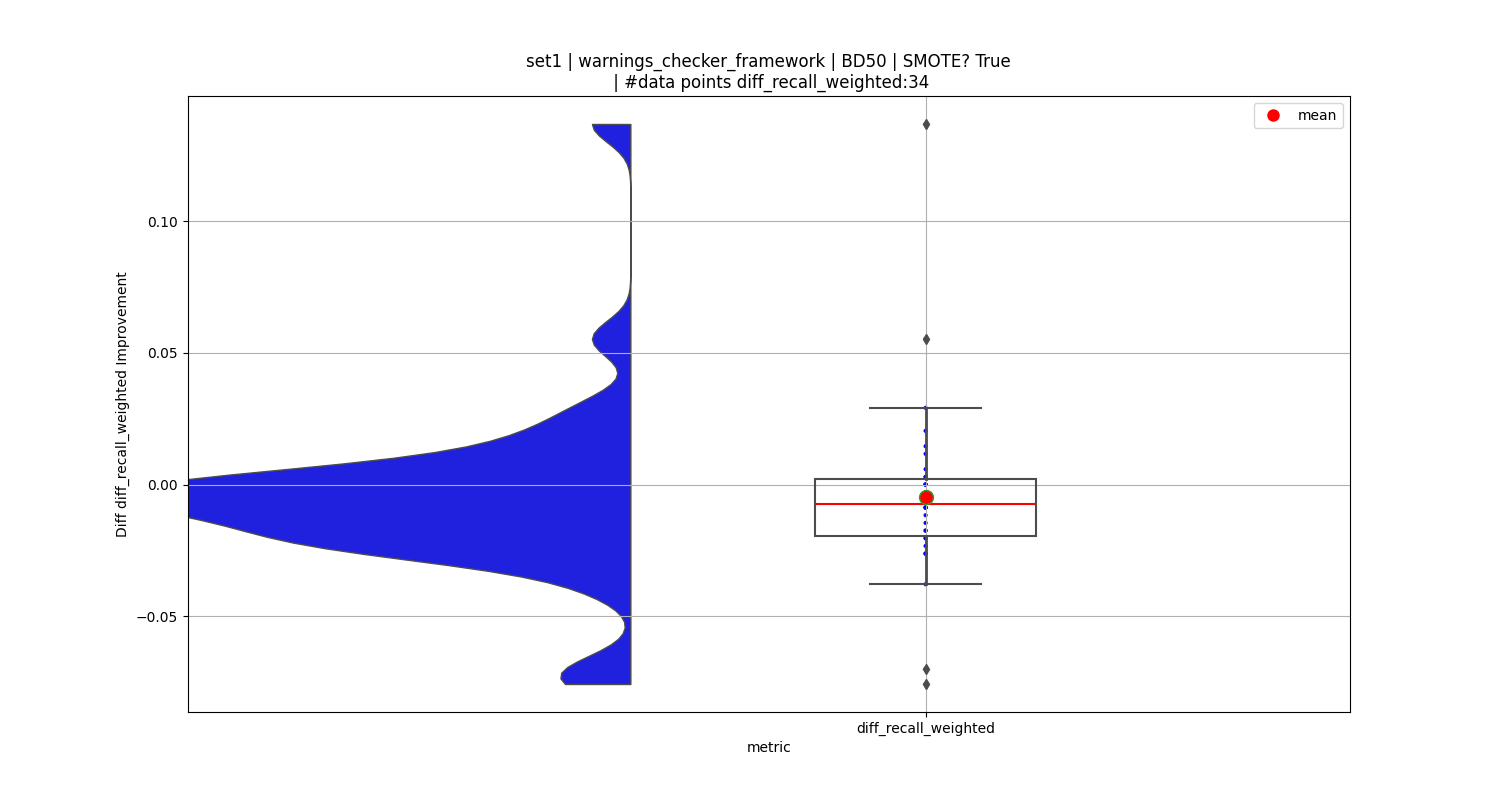 set1 | warnings_checker_framework | BD50 | SMOTE? True
| #data points diff_recall_weighted:34
mean
0.10
0.05
0.00
−0.05
Diff diff_recall_weighted Improvement
diff_recall_weighted
metric